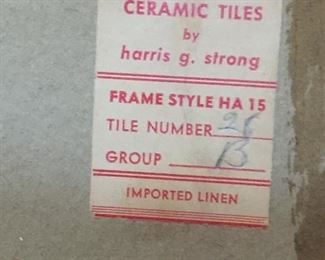 CERAMIC TILES
by
harris g. strong
FRAME STYLE HA 15
TILE NUMBER 28
GROUP B
IMPORTED LINEN